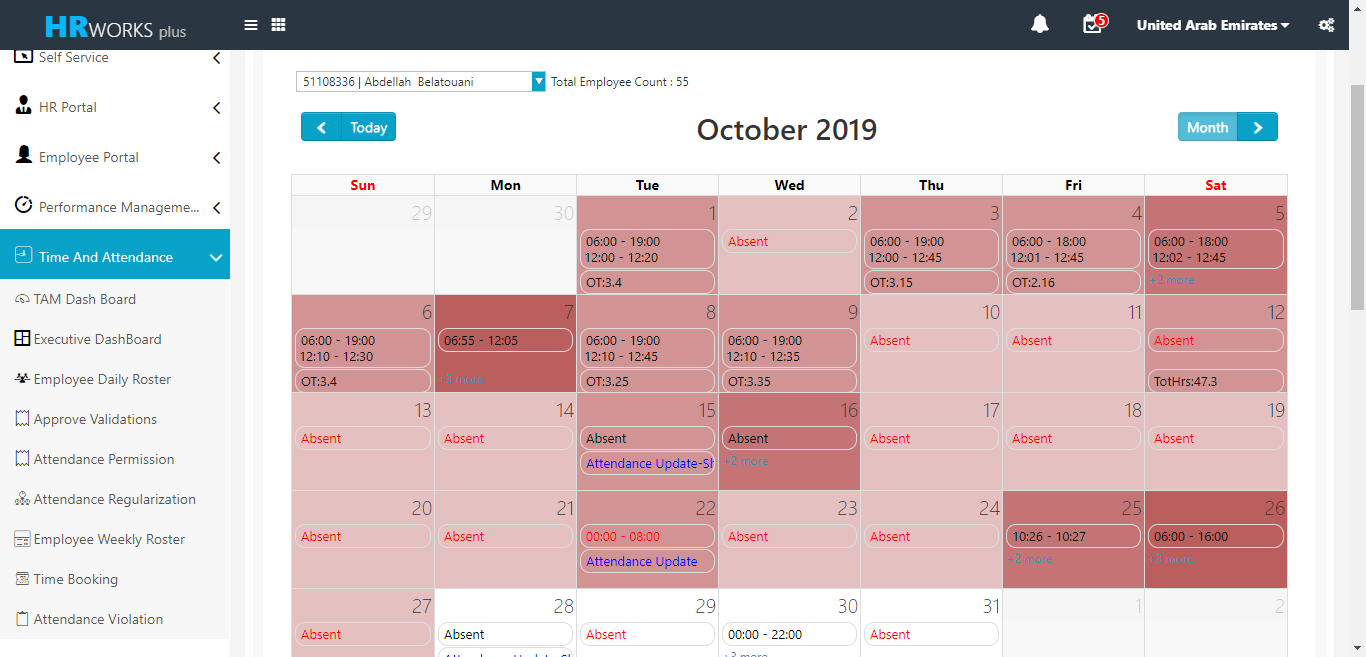 HRWORKS plus
5
United Arab Emirates
Self Service
HR Portal
Employee Portal
Performance Manageme...
Time And Attendance
TAM Dash Board
Executive DashBoard
Employee Daily Roster
Approve Validations
Attendance Permission
Attendance Regularization
Employee Weekly Roster
Time Booking
Attendance Violation
51108336 | Abdellah Belatouani
Total Employee Count : 55
Today
October 2019
Month
Sun Mon Tue Wed Thu Fri Sat
29 30 1 2 3 4 5
06:00 - 19:00
12:00 - 12:20
OT:3.4
Absent
06:00 - 19:00
12:00 - 12:45
OT:3.15
06:00 - 18:00
12:01 - 12:45
OT:2.16
06:00 - 18:00
12:02 - 12:45
+2 more
6 7 8 9 10 11 12
06:00 - 19:00
12:10 - 12:30
OT:3.4
06:55 - 12:05
+3 more
06:00 - 19:00
12:10 - 12:45
OT:3.25
06:00 - 19:00
12:10 - 12:35
OT:3.35
Absent
Absent
Absent
TotHrs:47.3
13 14 15 16 17 18 19
Absent
Absent
Absent
Attendance Update-Sh
Absent
+2 more
Absent
Absent
Absent
20 21 22 23 24 25 26
Absent
Absent
00:00 - 08:00
Attendance Update
Absent
Absent
10:26 - 10:27
+2 more
06:00 - 16:00
+3 more
27 28 29 30 31 1 2
Absent
Absent
Attendance Update-Sh
Absent
00:00 - 22:00
+3 more
Absent